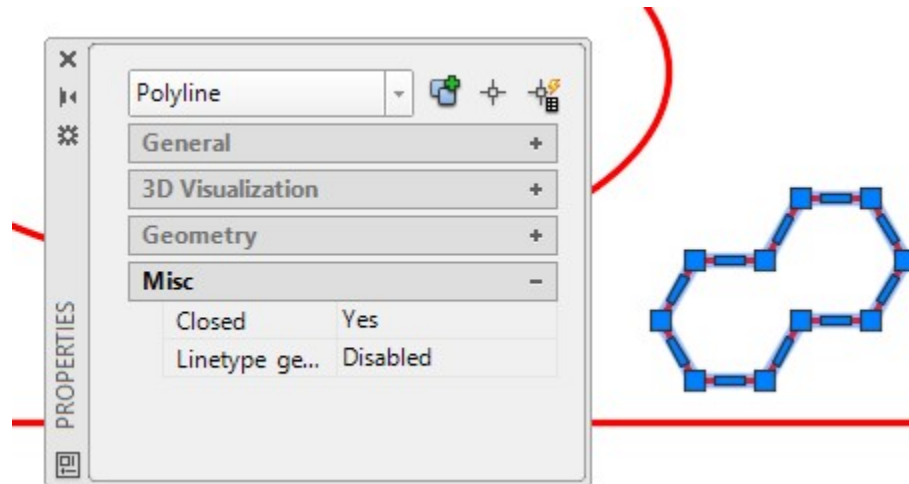 Polyline
General
3D Visualization
Geometry
Misc
Closed Yes
Linetype ge... Disabled
PROPERTIES